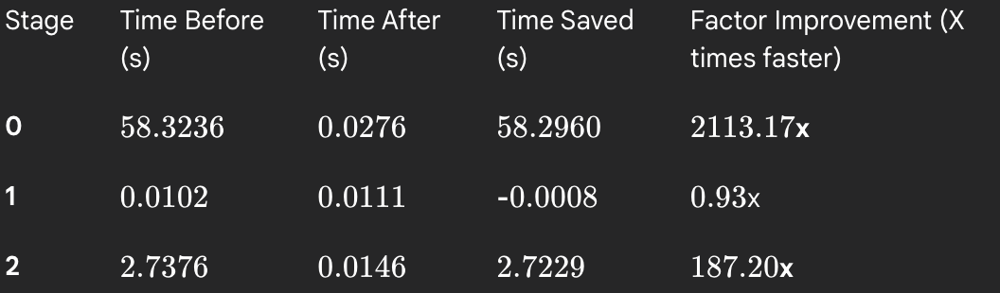 Stage Time Before (s) Time After (s) Time Saved (s) Factor Improvement (X times faster)
0 58.3236 0.0276 58.2960 2113.17x
1 0.0102 0.0111 -0.0008 0.93x
2 2.7376 0.0146 2.7229 187.20x